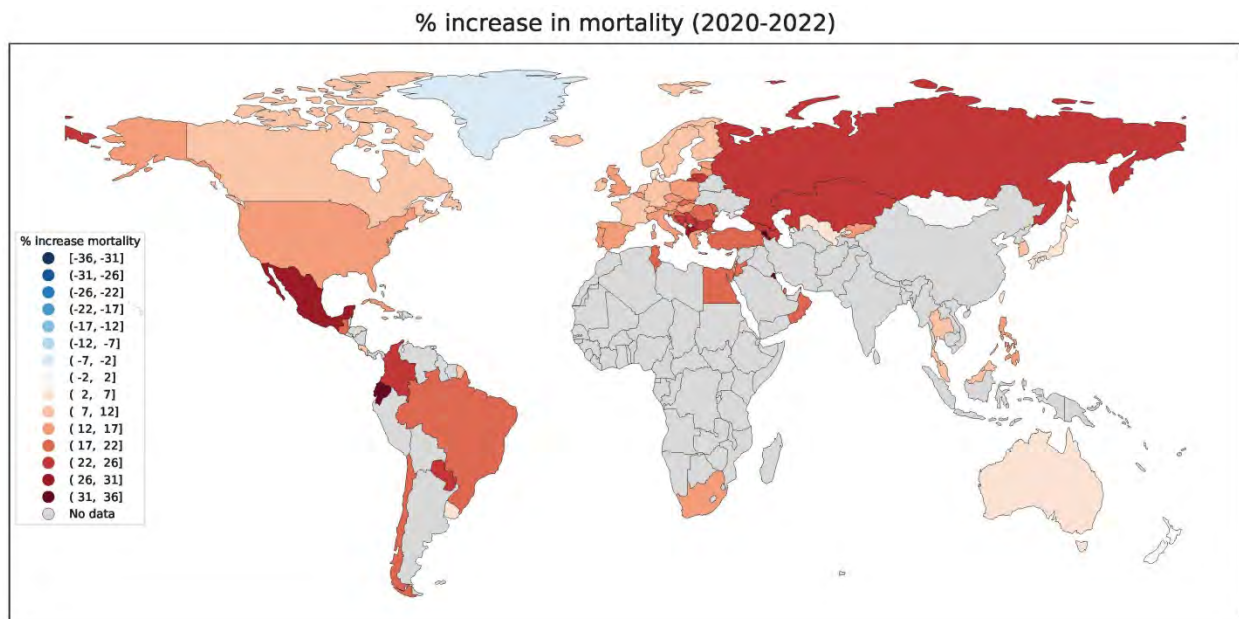 % increase in mortality (2020-2022)
% increase mortality
[-36, -31]
(-31, -26]
(-26, -22]
(-22, -17]
(-17, -12]
(-12, -7]
( -7, -2]
( -2, 2]
( 2, 7]
( 7, 12]
( 12, 17]
( 17, 22]
( 22, 26]
( 26, 31]
( 31, 36]
No data